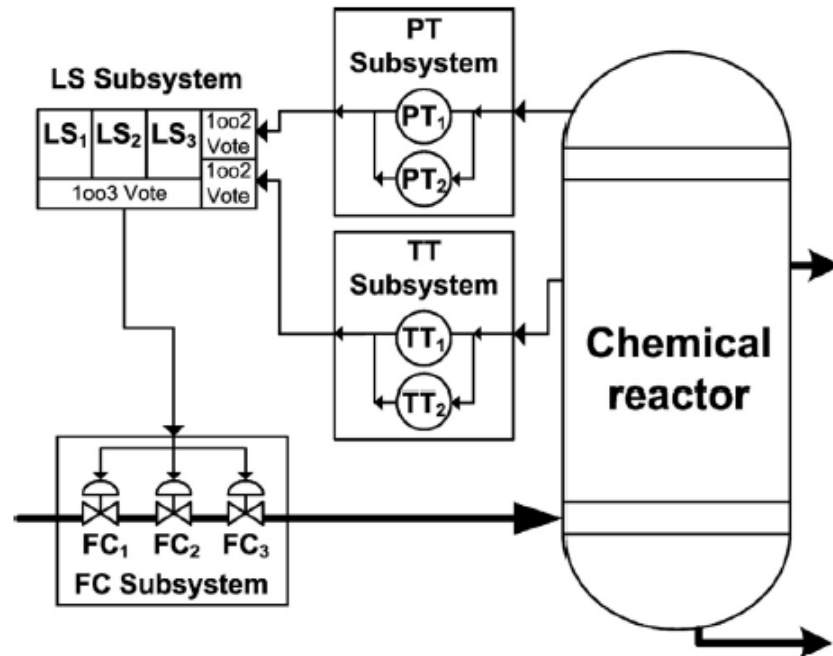 LS Subsystem
LS₁ LS₂ LS₃
1oo2
Vote
1oo2
Vote
1oo3 Vote
PT
Subsystem
PT₁
PT₂
TT
Subsystem
TT₁
TT₂
Chemical
reactor
FC₁ FC₂ FC₃
FC Subsystem